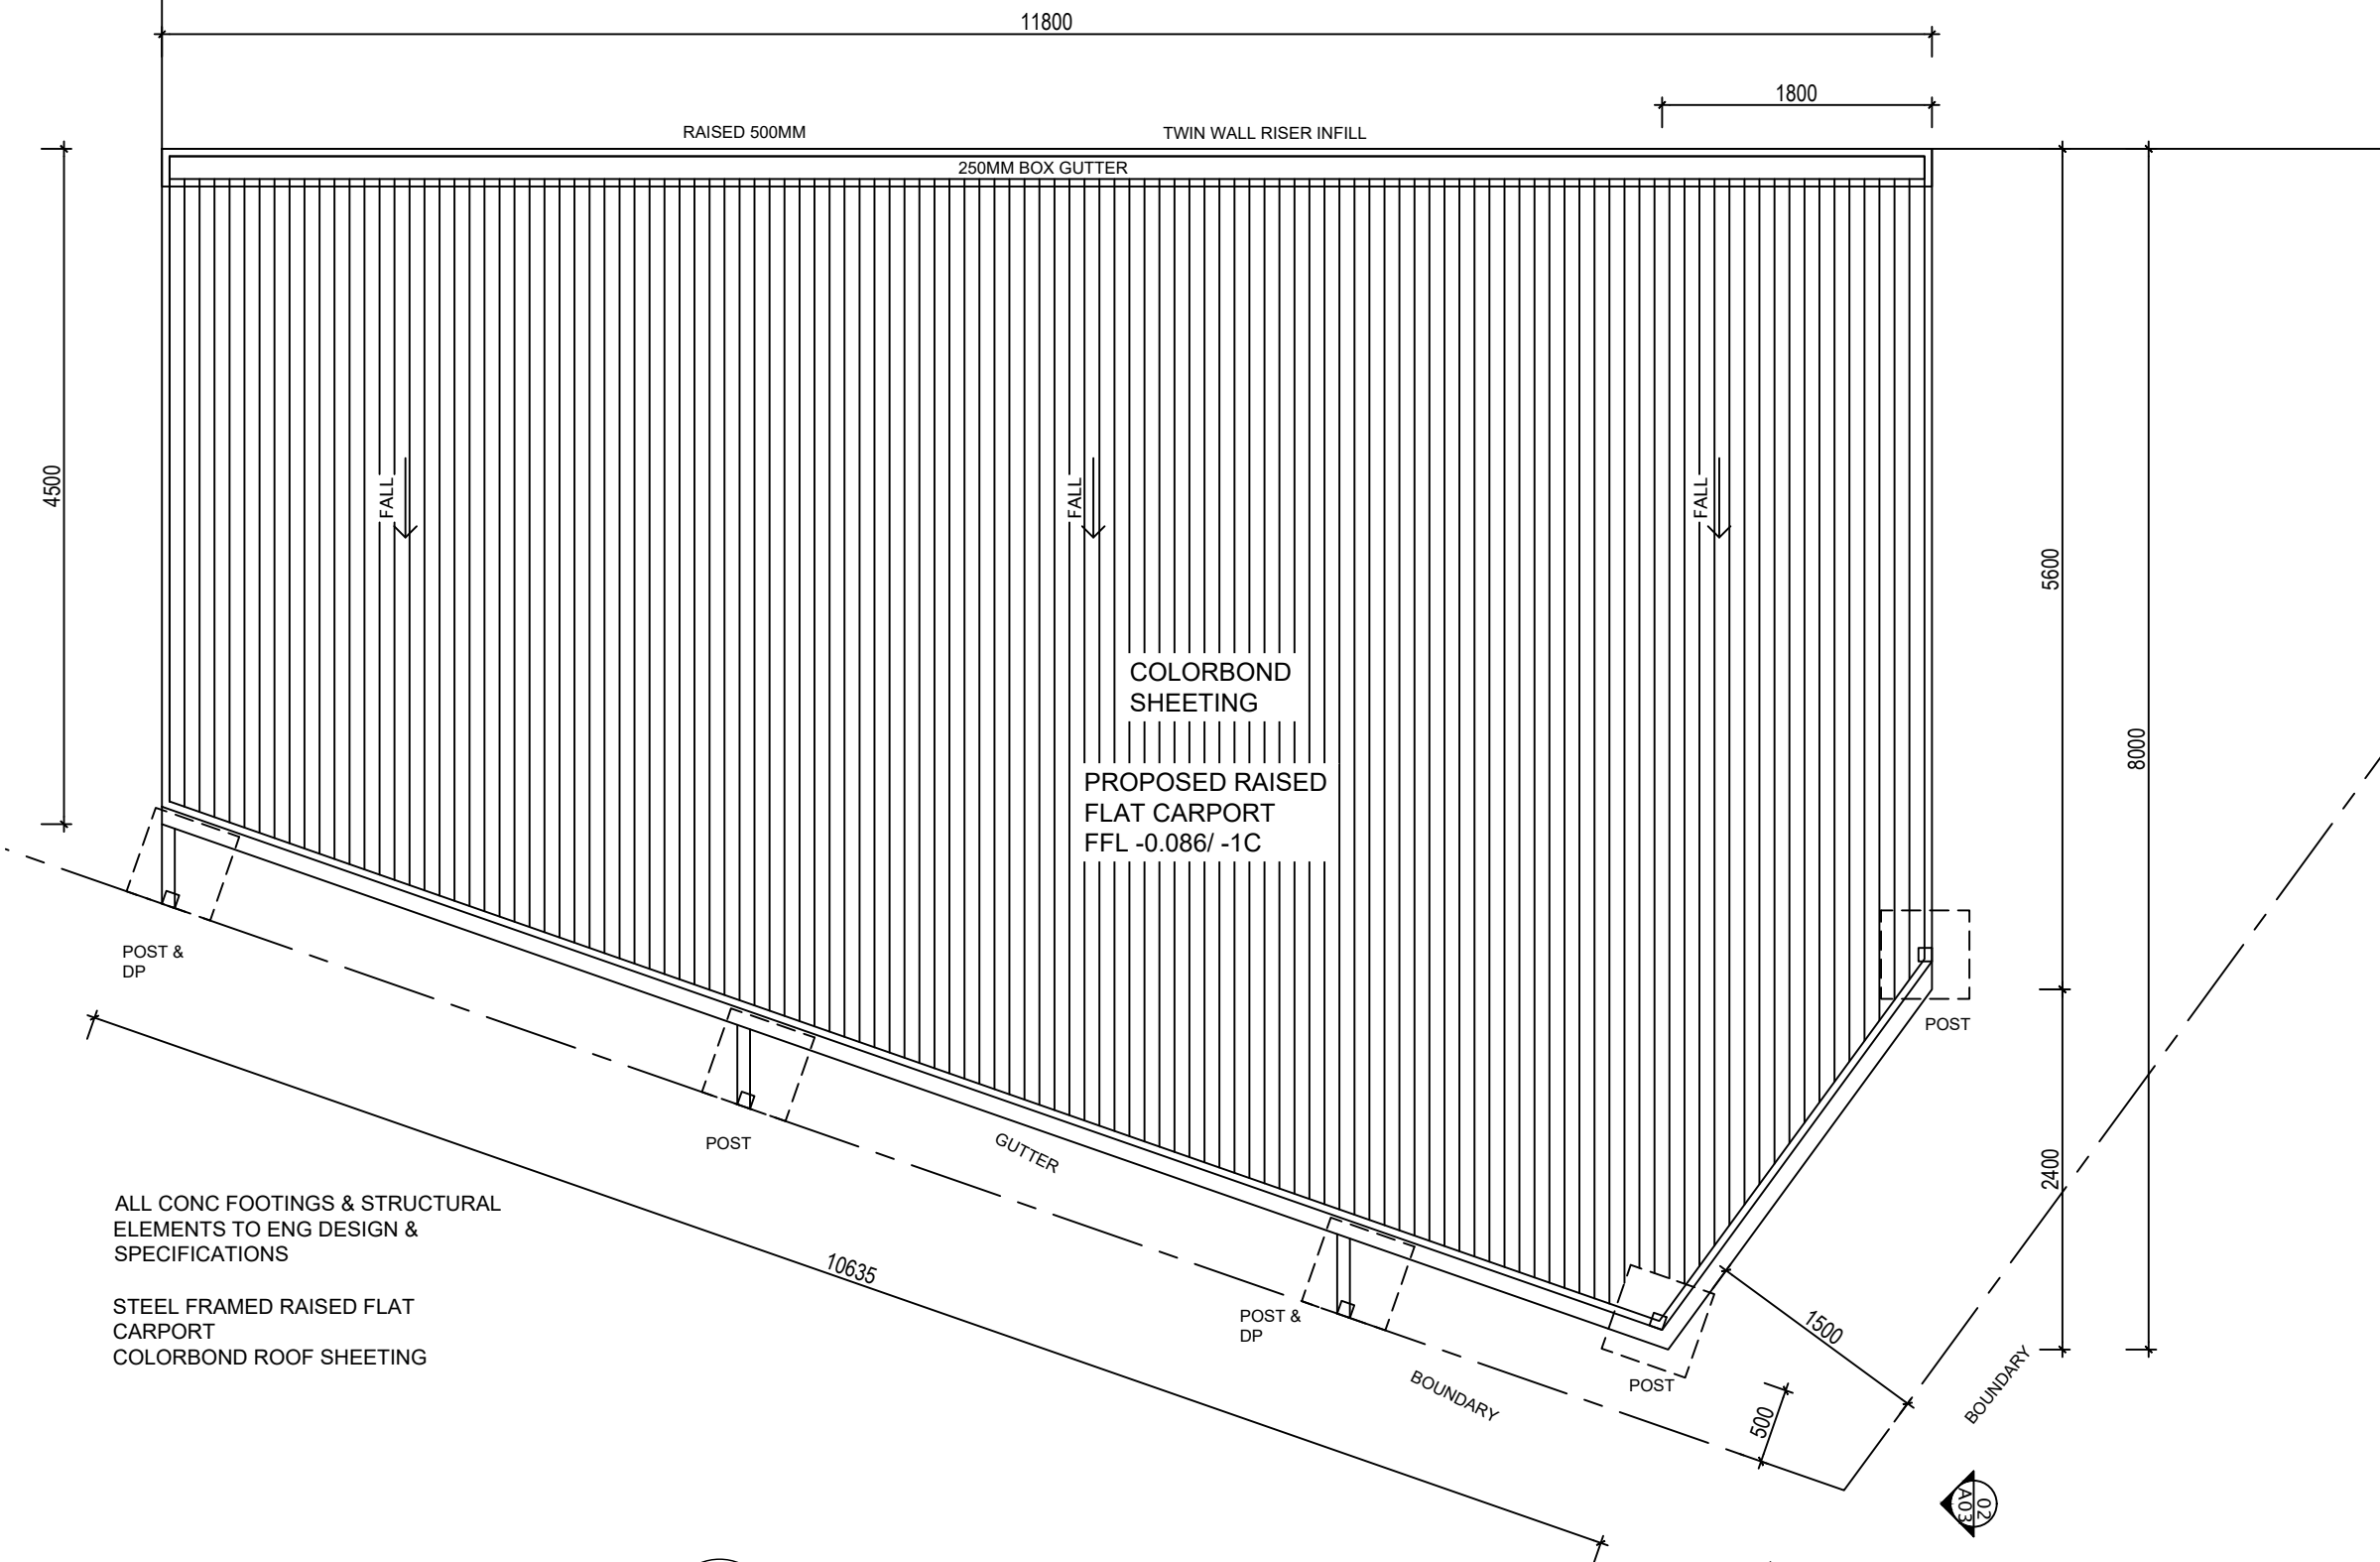 11800
1800
RAISED 500MM
TWIN WALL RISER INFILL
250MM BOX GUTTER
4500
FALL
FALL
FALL
5600
8000
COLORBOND
SHEETING
PROPOSED RAISED
FLAT CARPORT
FFL -0.086/ -1C
POST &
DP
POST
POST
GUTTER
2400
ALL CONC FOOTINGS & STRUCTURAL
ELEMENTS TO ENG DESIGN &
SPECIFICATIONS
10635
STEEL FRAMED RAISED FLAT
CARPORT
COLORBOND ROOF SHEETING
POST &
DP
POST
1500
BOUNDARY
BOUNDARY
500
02
A03